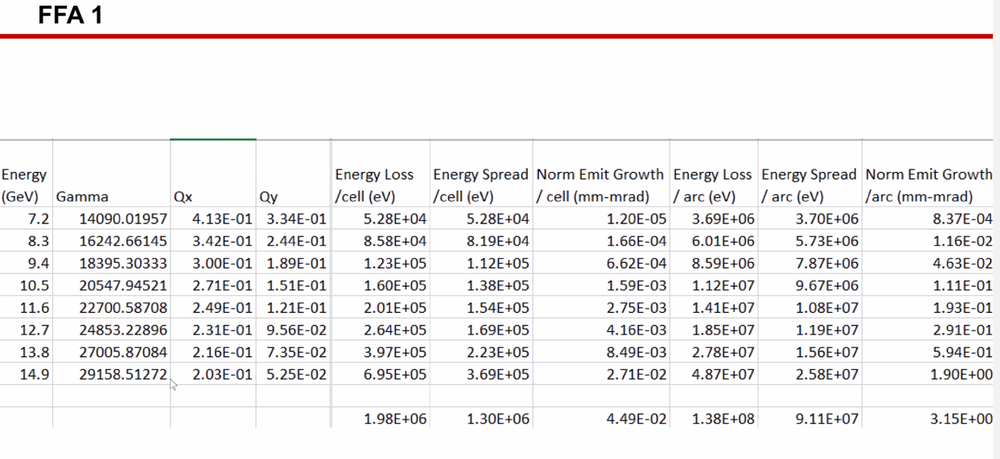 FFA 1
Energy (GeV) Gamma Qx Qy Energy Loss /cell (eV) Energy Spread /cell (eV) Norm Emit Growth / cell (mm-mrad) Energy Loss / arc (eV) Energy Spread / arc (eV) Norm Emit Growth /arc (mm-mrad)
7.2 14090.01957 4.13E-01 3.34E-01 5.28E+04 5.28E+04 1.20E-05 3.69E+06 3.70E+06 8.37E-04
8.3 16242.66145 3.42E-01 2.44E-01 8.58E+04 8.19E+04 1.66E-04 6.01E+06 5.73E+06 1.16E-02
9.4 18395.30333 3.00E-01 1.89E-01 1.23E+05 1.12E+05 6.62E-04 8.59E+06 7.87E+06 4.63E-02
10.5 20547.94521 2.71E-01 1.51E-01 1.60E+05 1.38E+05 1.59E-03 1.12E+07 9.67E+06 1.11E-01
11.6 22700.58708 2.49E-01 1.21E-01 2.01E+05 1.54E+05 2.75E-03 1.41E+07 1.08E+07 1.93E-01
12.7 24853.22896 2.31E-01 9.56E-02 2.64E+05 1.69E+05 4.16E-03 1.85E+07 1.19E+07 2.91E-01
13.8 27005.87084 2.16E-01 7.35E-02 3.97E+05 2.23E+05 8.49E-03 2.78E+07 1.56E+07 5.94E-01
14.9 29158.51272 2.03E-01 5.25E-02 6.95E+05 3.69E+05 2.71E-02 4.87E+07 2.58E+07 1.90E+00
1.98E+06 1.30E+06 4.49E-02 1.38E+08 9.11E+07 3.15E+00